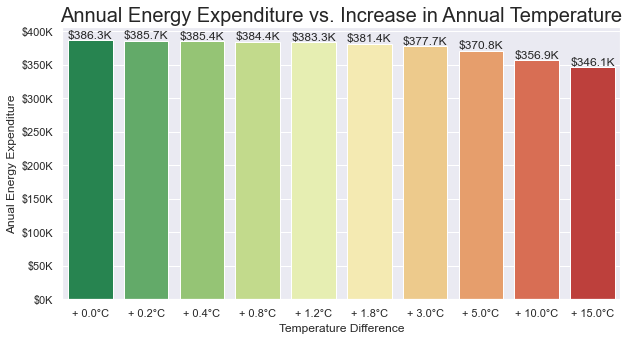 Annual Energy Expenditure vs. Increase in Annual Temperature
Anual Energy Expenditure
$400K
$350K
$300K
$250K
$200K
$150K
$100K
$50K
$0K
$386.3K $385.7K $385.4K $384.4K $383.3K $381.4K $377.7K $370.8K $356.9K $346.1K
+ 0.0°C + 0.2°C + 0.4°C + 0.8°C + 1.2°C + 1.8°C + 3.0°C + 5.0°C + 10.0°C + 15.0°C
Temperature Difference